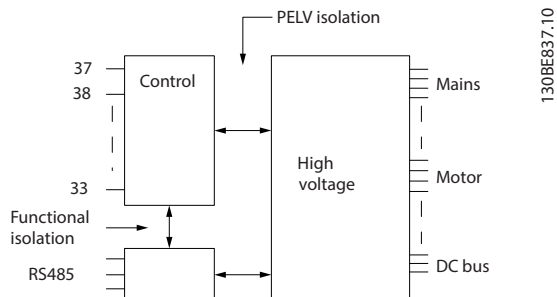 PELV isolation
130BE837.10
37
Control
38
Mains
High
voltage
Motor
33
Functional
isolation
RS485
DC bus